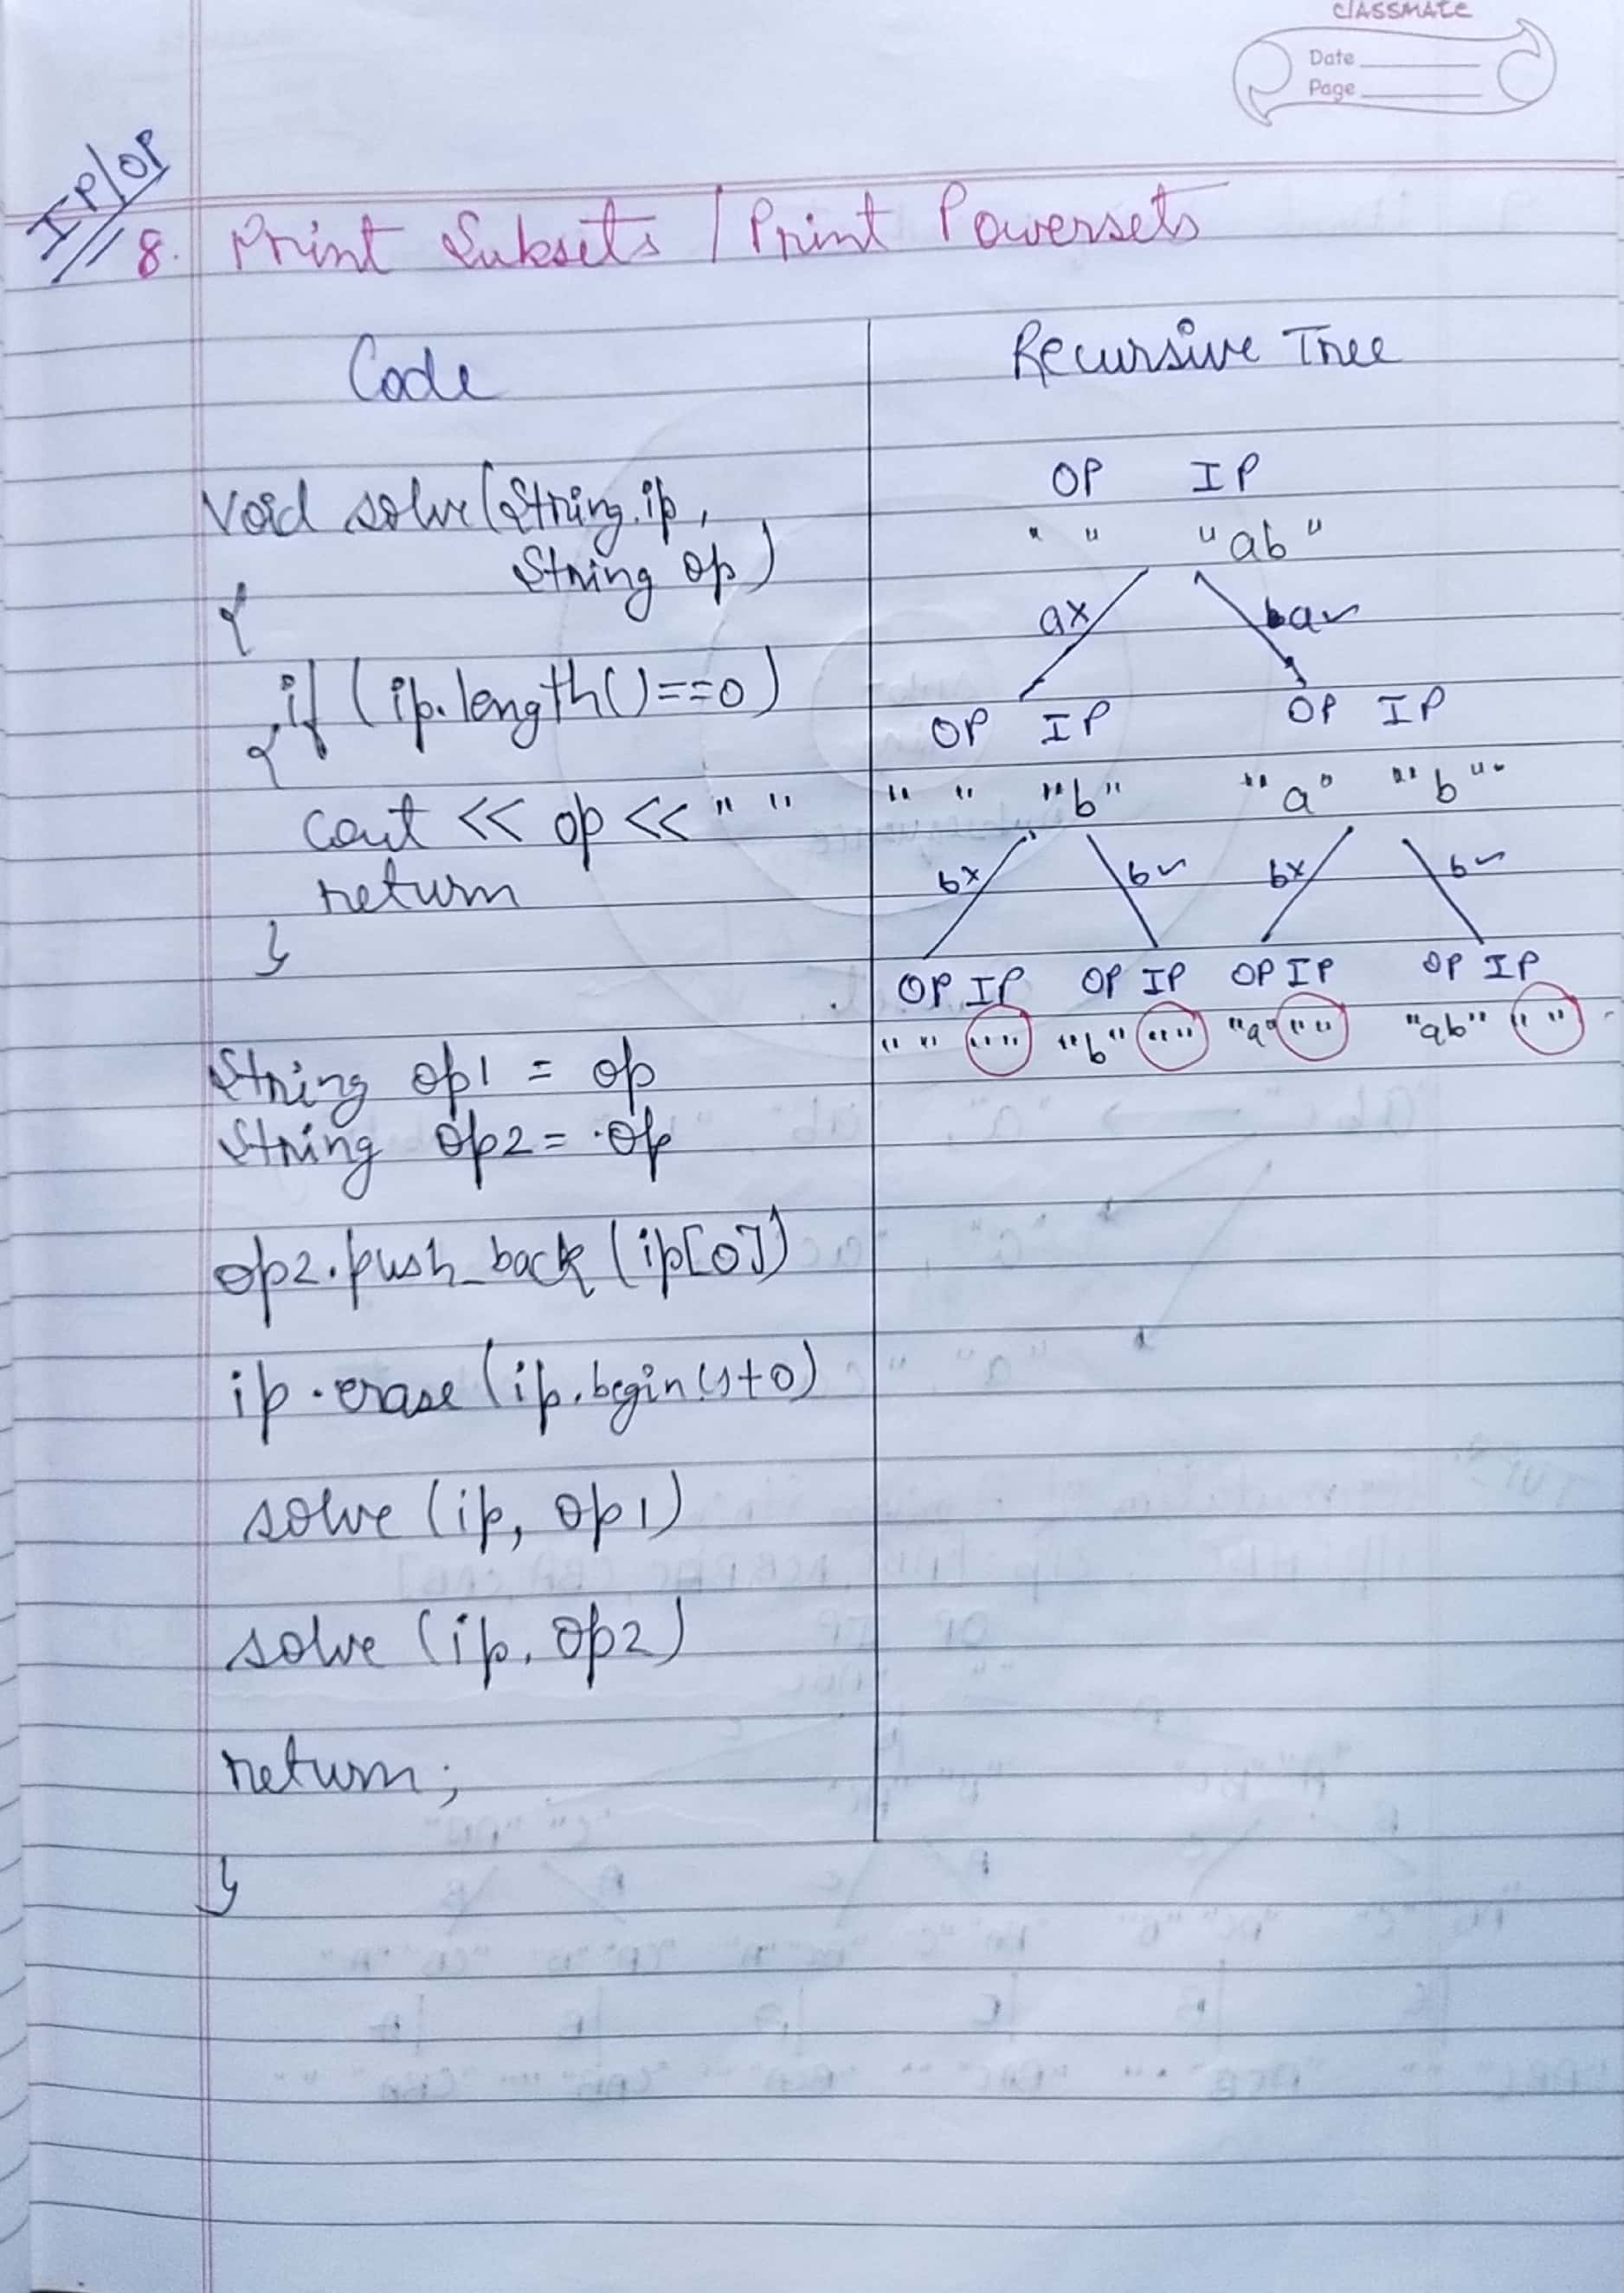 classmate
Date
Page
IP/OP
8. Print Subsets / Print Powersets
Code
Void solve (String ip,
String op)
{
if (ip.length()==0)
{
cout << op << " "
return
}
String op1 = op
String op2 = op
op2.push_back (ip[0])
ip.erase (ip.begin()+0)
solve (ip, op1)
solve (ip, op2)
return;
}
Recursive Tree
OP IP
" " "ab"
ax a✓
OP IP OP IP
" " "b" "a" "b"
bx b✓ bx b✓
OP IP OP IP OP IP OP IP
" " " " "b" " " "a" " " "ab" " "